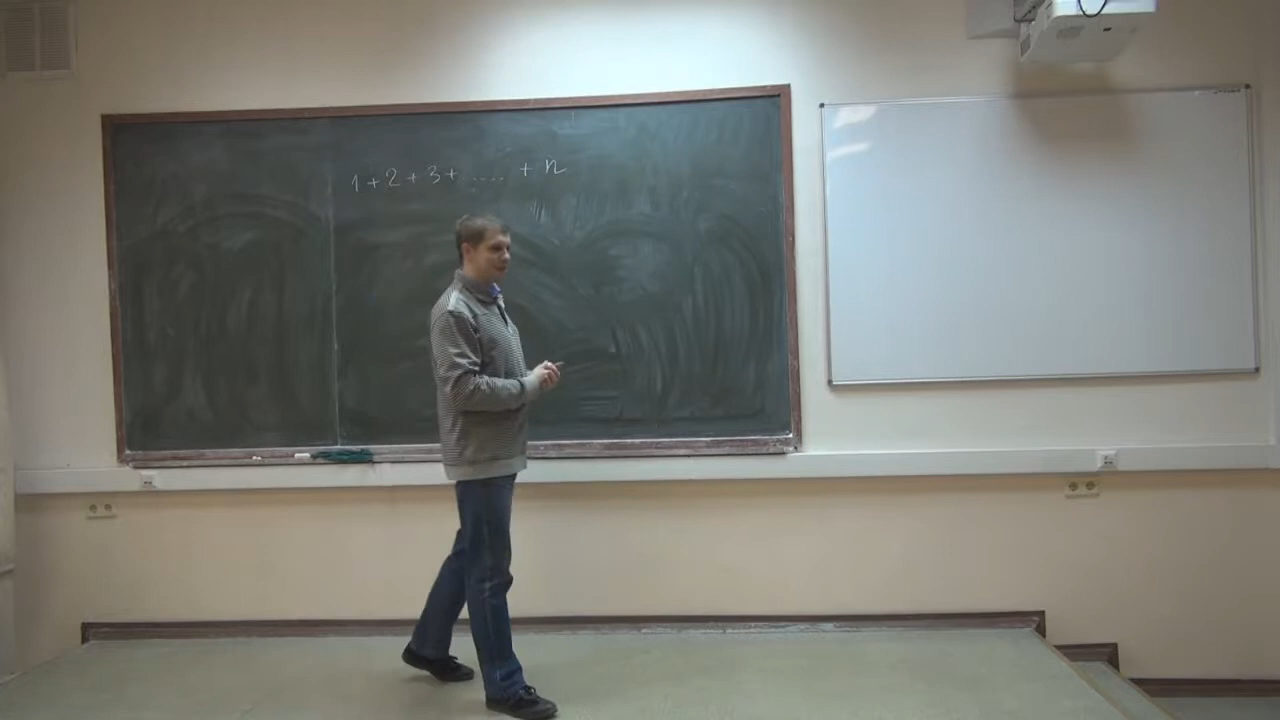 1+2+3+ .... + n